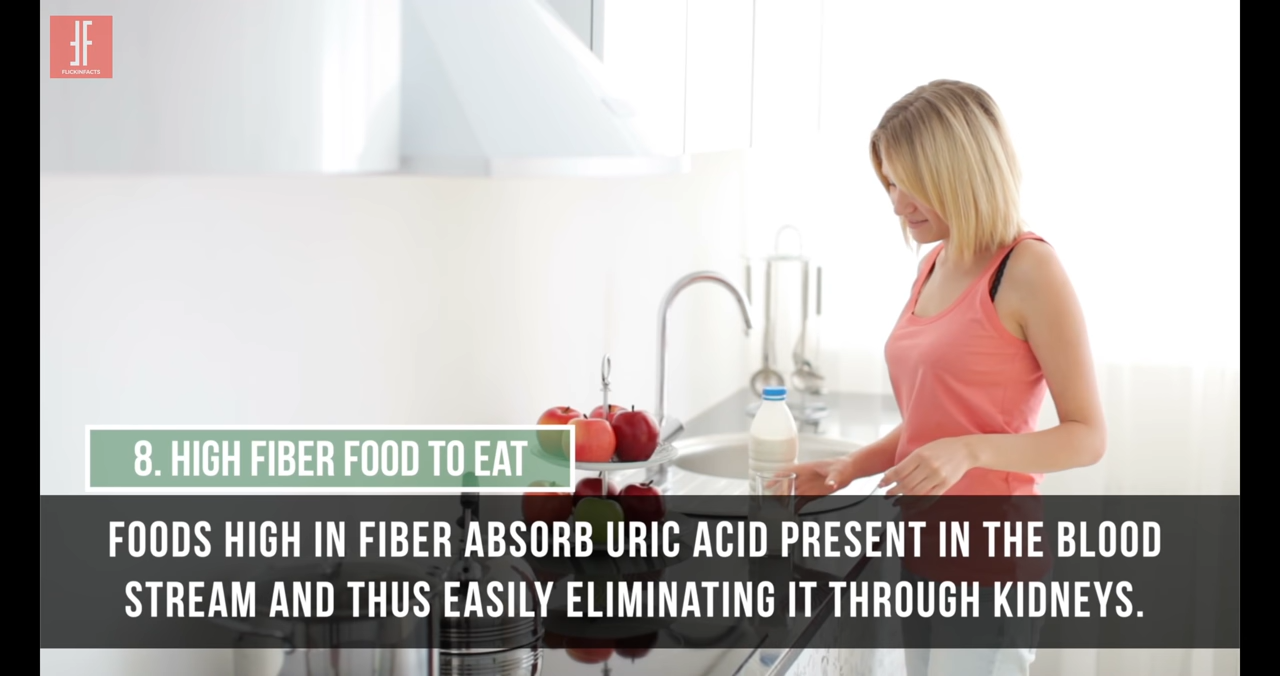 FLICKINFACTS
8. HIGH FIBER FOOD TO EAT
FOODS HIGH IN FIBER ABSORB URIC ACID PRESENT IN THE BLOOD
STREAM AND THUS EASILY ELIMINATING IT THROUGH KIDNEYS.